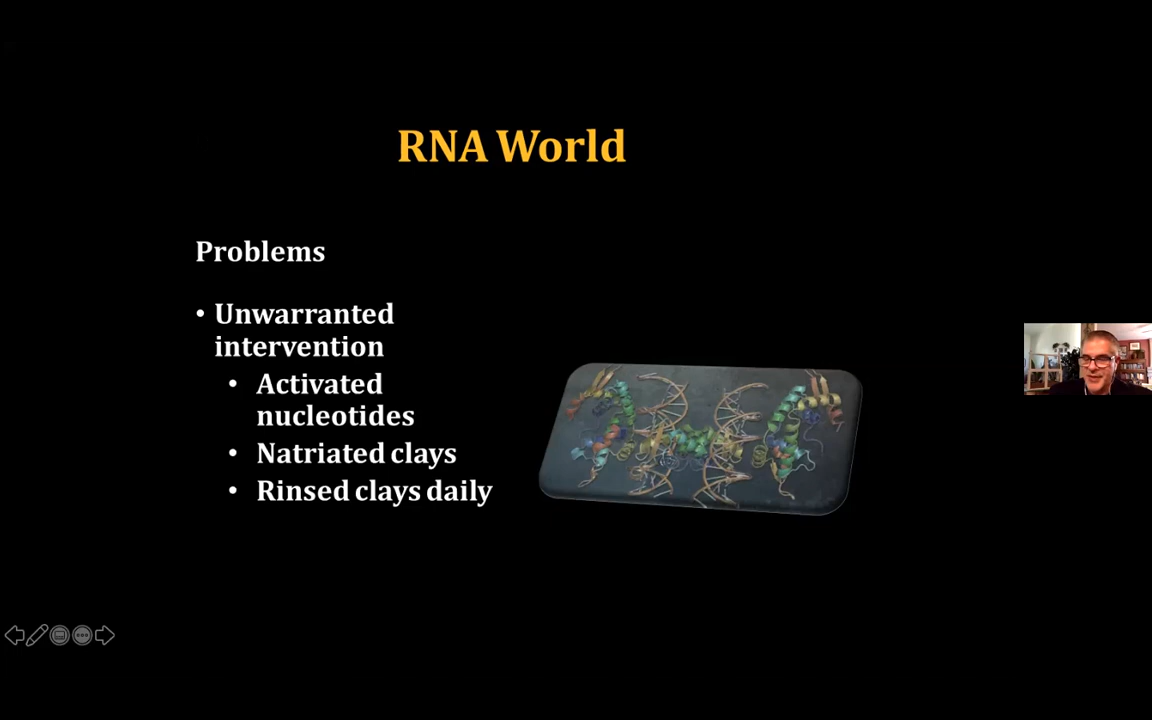 RNA World
Problems
• Unwarranted
intervention
• Activated
nucleotides
• Natriated clays
• Rinsed clays daily